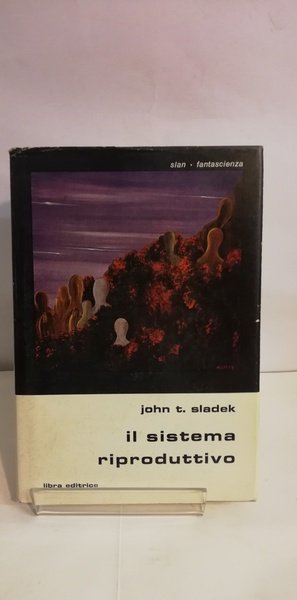 slan · fantascienza
john t. sladek
il sistema
riproduttivo
libra editrice